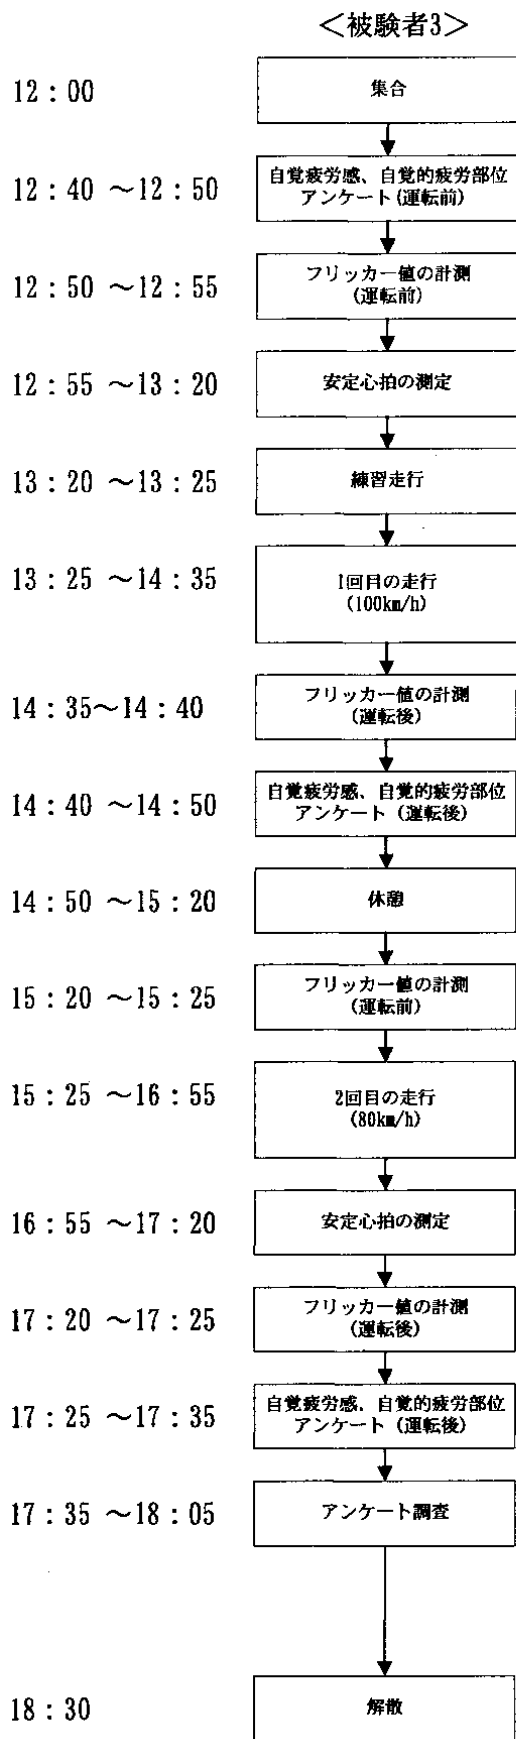 ＜被験者3＞
12：00
集合
12：40 ～12：50
自覚疲労感、自覚的疲労部位
アンケート(運転前)
12：50 ～12：55
フリッカー値の計測
(運転前)
12：55 ～13：20
安定心拍の測定
13：20 ～13：25
練習走行
13：25 ～14：35
1回目の走行
(100km/h)
14：35～14：40
フリッカー値の計測
(運転後)
14：40 ～14：50
自覚疲労感、自覚的疲労部位
アンケート (運転後)
14：50 ～15：20
休憩
15：20 ～15：25
フリッカー値の計測
(運転前)
15：25 ～16：55
2回目の走行
(80km/h)
16：55 ～17：20
安定心拍の測定
17：20 ～17：25
フリッカー値の計測
(運転後)
17：25 ～17：35
自覚疲労感、自覚的疲労部位
アンケート (運転後)
17：35 ～18：05
アンケート調査
18：30
解散